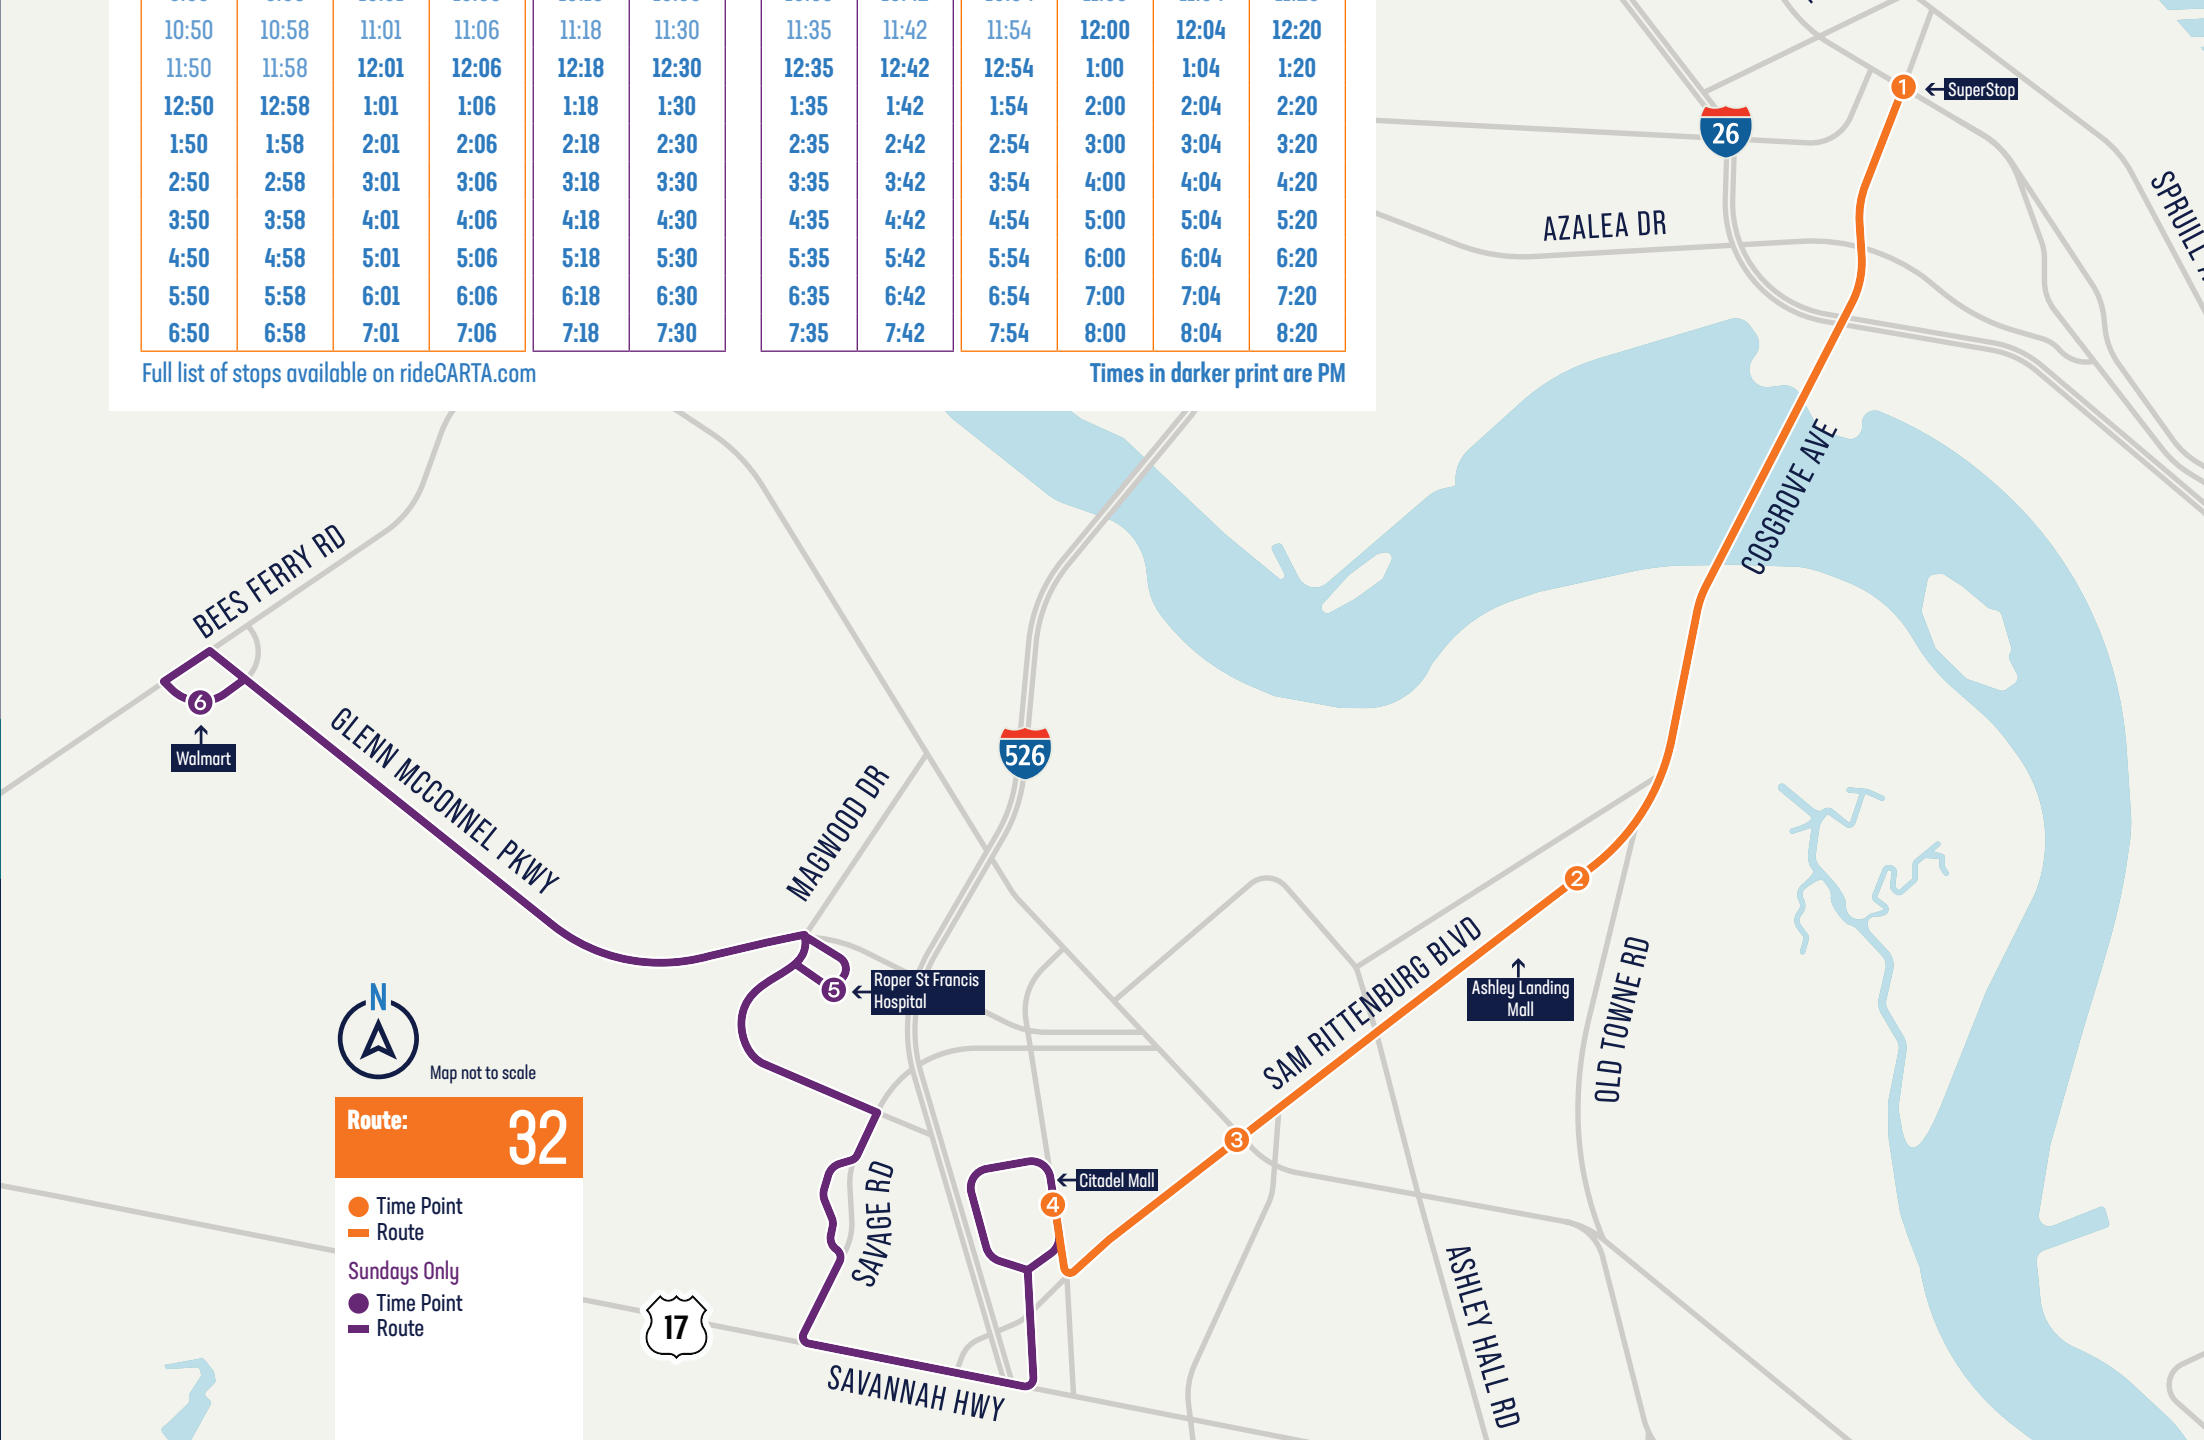 10:50 10:58 11:01 11:06 11:18 11:30 11:35 11:42 11:54 12:00 12:04 12:20
11:50 11:58 12:01 12:06 12:18 12:30 12:35 12:42 12:54 1:00 1:04 1:20
12:50 12:58 1:01 1:06 1:18 1:30 1:35 1:42 1:54 2:00 2:04 2:20
1:50 1:58 2:01 2:06 2:18 2:30 2:35 2:42 2:54 3:00 3:04 3:20
2:50 2:58 3:01 3:06 3:18 3:30 3:35 3:42 3:54 4:00 4:04 4:20
3:50 3:58 4:01 4:06 4:18 4:30 4:35 4:42 4:54 5:00 5:04 5:20
4:50 4:58 5:01 5:06 5:18 5:30 5:35 5:42 5:54 6:00 6:04 6:20
5:50 5:58 6:01 6:06 6:18 6:30 6:35 6:42 6:54 7:00 7:04 7:20
6:50 6:58 7:01 7:06 7:18 7:30 7:35 7:42 7:54 8:00 8:04 8:20
Full list of stops available on rideCARTA.com
Times in darker print are PM
1
SuperStop
26
SPRUILL
AZALEA DR
COSGROVE AVE
BEES FERRY RD
6
Walmart
GLENN MCCONNEL PKWY
526
MAGWOOD DR
2
SAM RITTENBURG BLVD
Ashley Landing
Mall
OLD TOWNE RD
5
Roper St Francis
Hospital
N
Map not to scale
3
Citadel Mall
4
SAVAGE RD
ASHLEY HALL RD
17
SAVANNAH HWY
Route:
32
Time Point
Route
Sundays Only
Time Point
Route